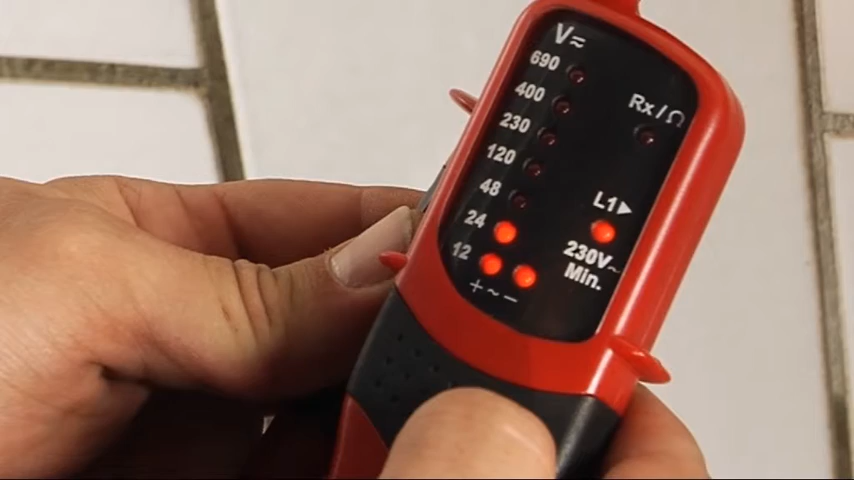 V≂
690
400
230
120
48
24
12
+ ~ −
Rx/Ω
L1▶
230V~
Min.